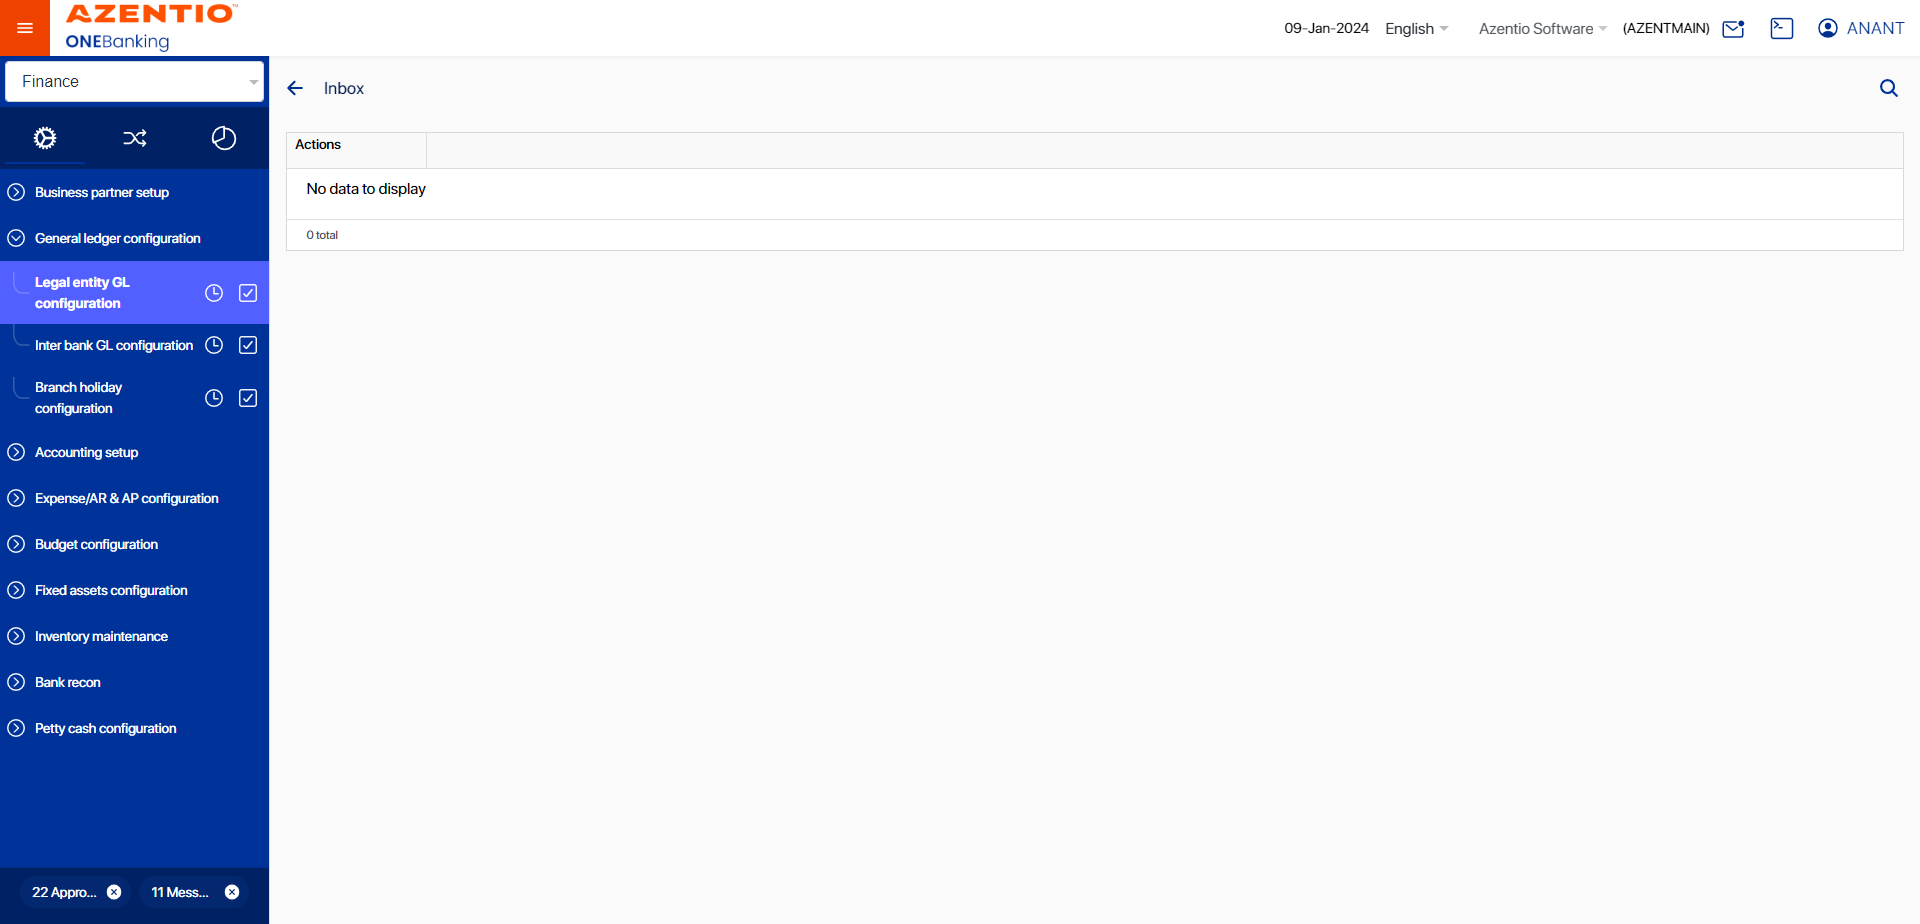 AZENTIO™
ONEBanking
09-Jan-2024 English Azentio Software (AZENTMAIN) ANANT
Finance
Business partner setup
General ledger configuration
Legal entity GL
configuration
Inter bank GL configuration
Branch holiday
configuration
Accounting setup
Expense/AR & AP configuration
Budget configuration
Fixed assets configuration
Inventory maintenance
Bank recon
Petty cash configuration
22 Appro...
11 Mess...
Inbox
Actions
No data to display
0 total